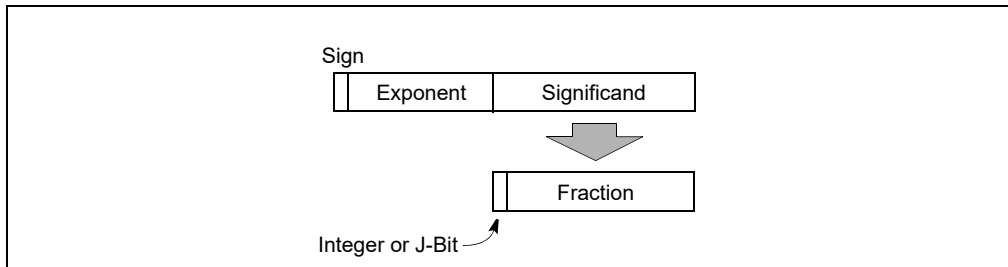 Sign
Exponent Significand
Fraction
Integer or J-Bit